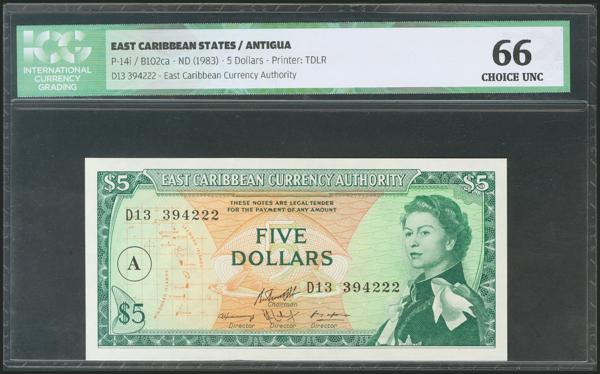 ICG
INTERNATIONAL
CURRENCY
GRADING
EAST CARIBBEAN STATES / ANTIGUA
P-14i / B102ca - ND (1983) - 5 Dollars - Printer: TDLR
D13 394222 - East Caribbean Currency Authority
66
CHOICE UNC
$5
EAST CARIBBEAN CURRENCY AUTHORITY
$5
THESE NOTES ARE LEGAL TENDER
FOR THE PAYMENT OF ANY AMOUNT
D13 394222
FIVE
DOLLARS
A
D13 394222
Chairman
$5
Director
Director
Director